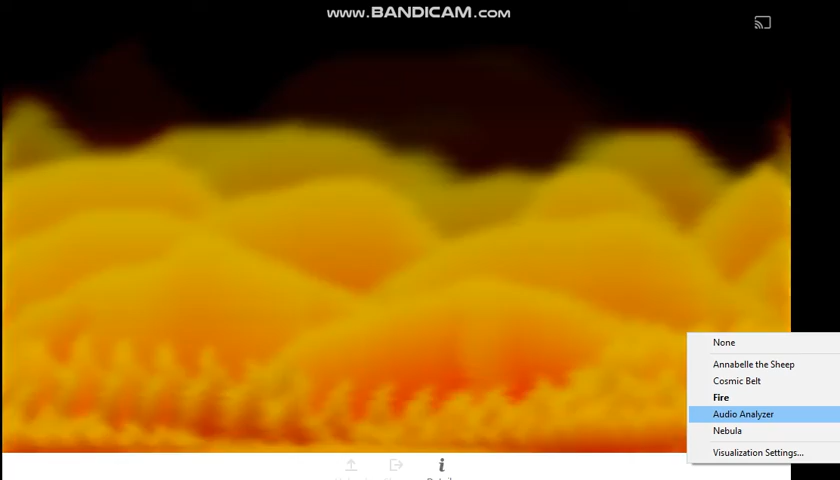 www.BANDICAM.com
None
Annabelle the Sheep
Cosmic Belt
Fire
Audio Analyzer
Nebula
Visualization Settings...